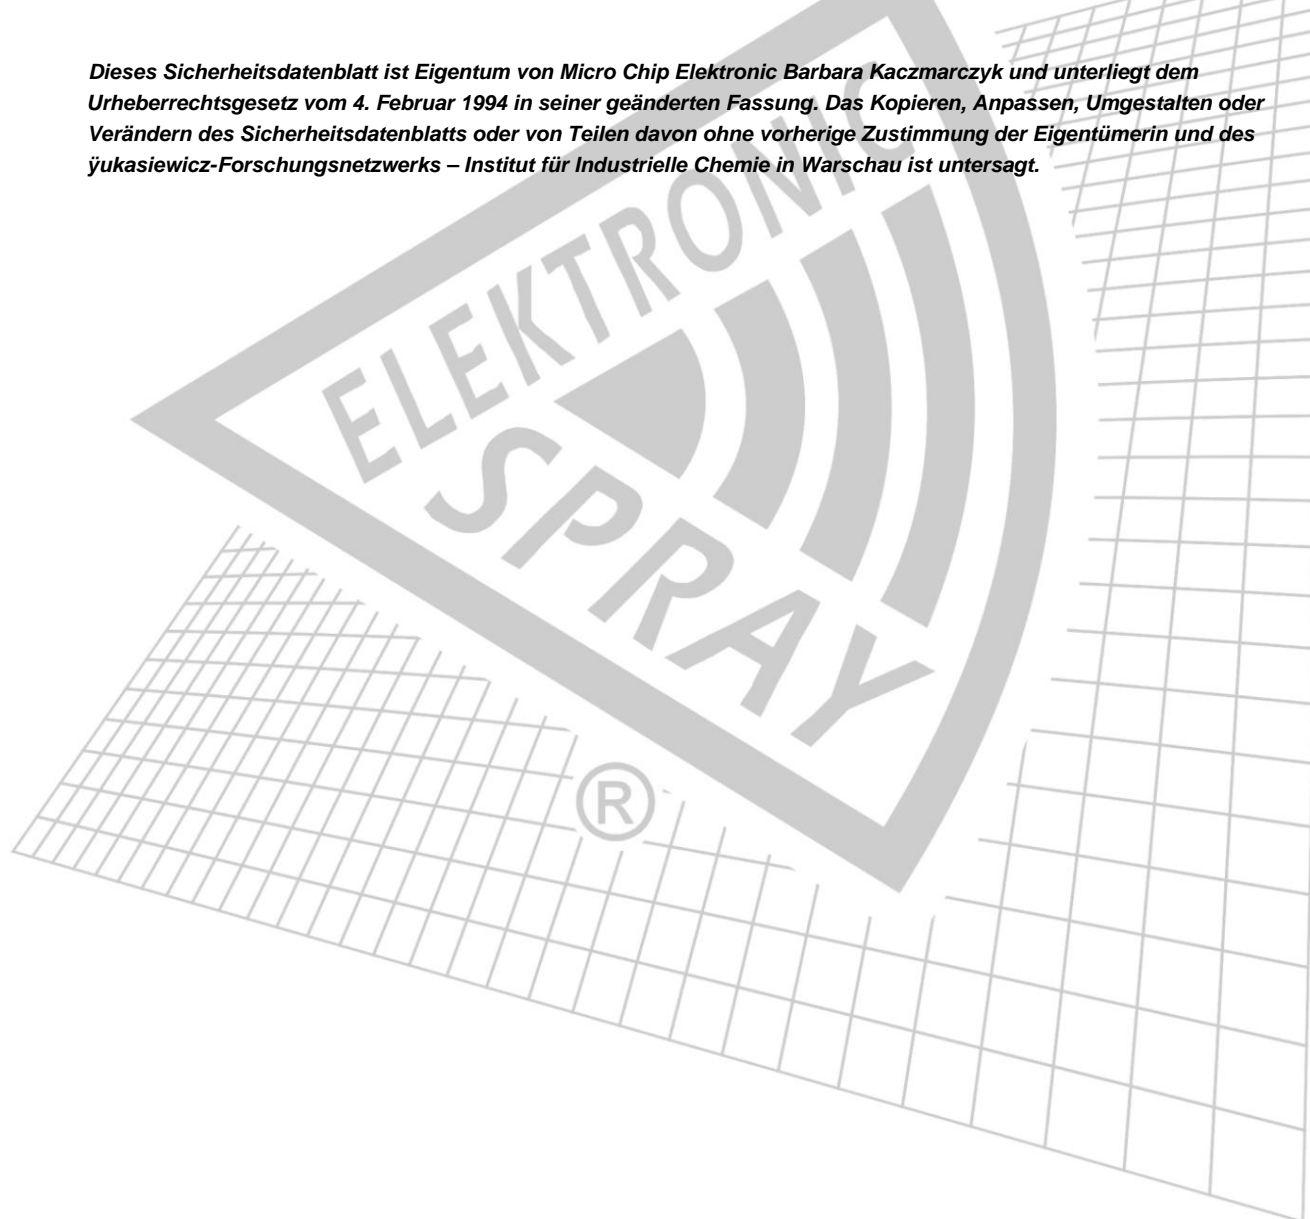 Dieses Sicherheitsdatenblatt ist Eigentum von Micro Chip Elektronic Barbara Kaczmarczyk und unterliegt dem
Urheberrechtsgesetz vom 4. Februar 1994 in seiner geänderten Fassung. Das Kopieren, Anpassen, Umgestalten oder
Verändern des Sicherheitsdatenblatts oder von Teilen davon ohne vorherige Zustimmung der Eigentümerin und des
ÿukasiewicz-Forschungsnetzwerks – Institut für Industrielle Chemie in Warschau ist untersagt.
ELEKTRONIC
SPRAY
®